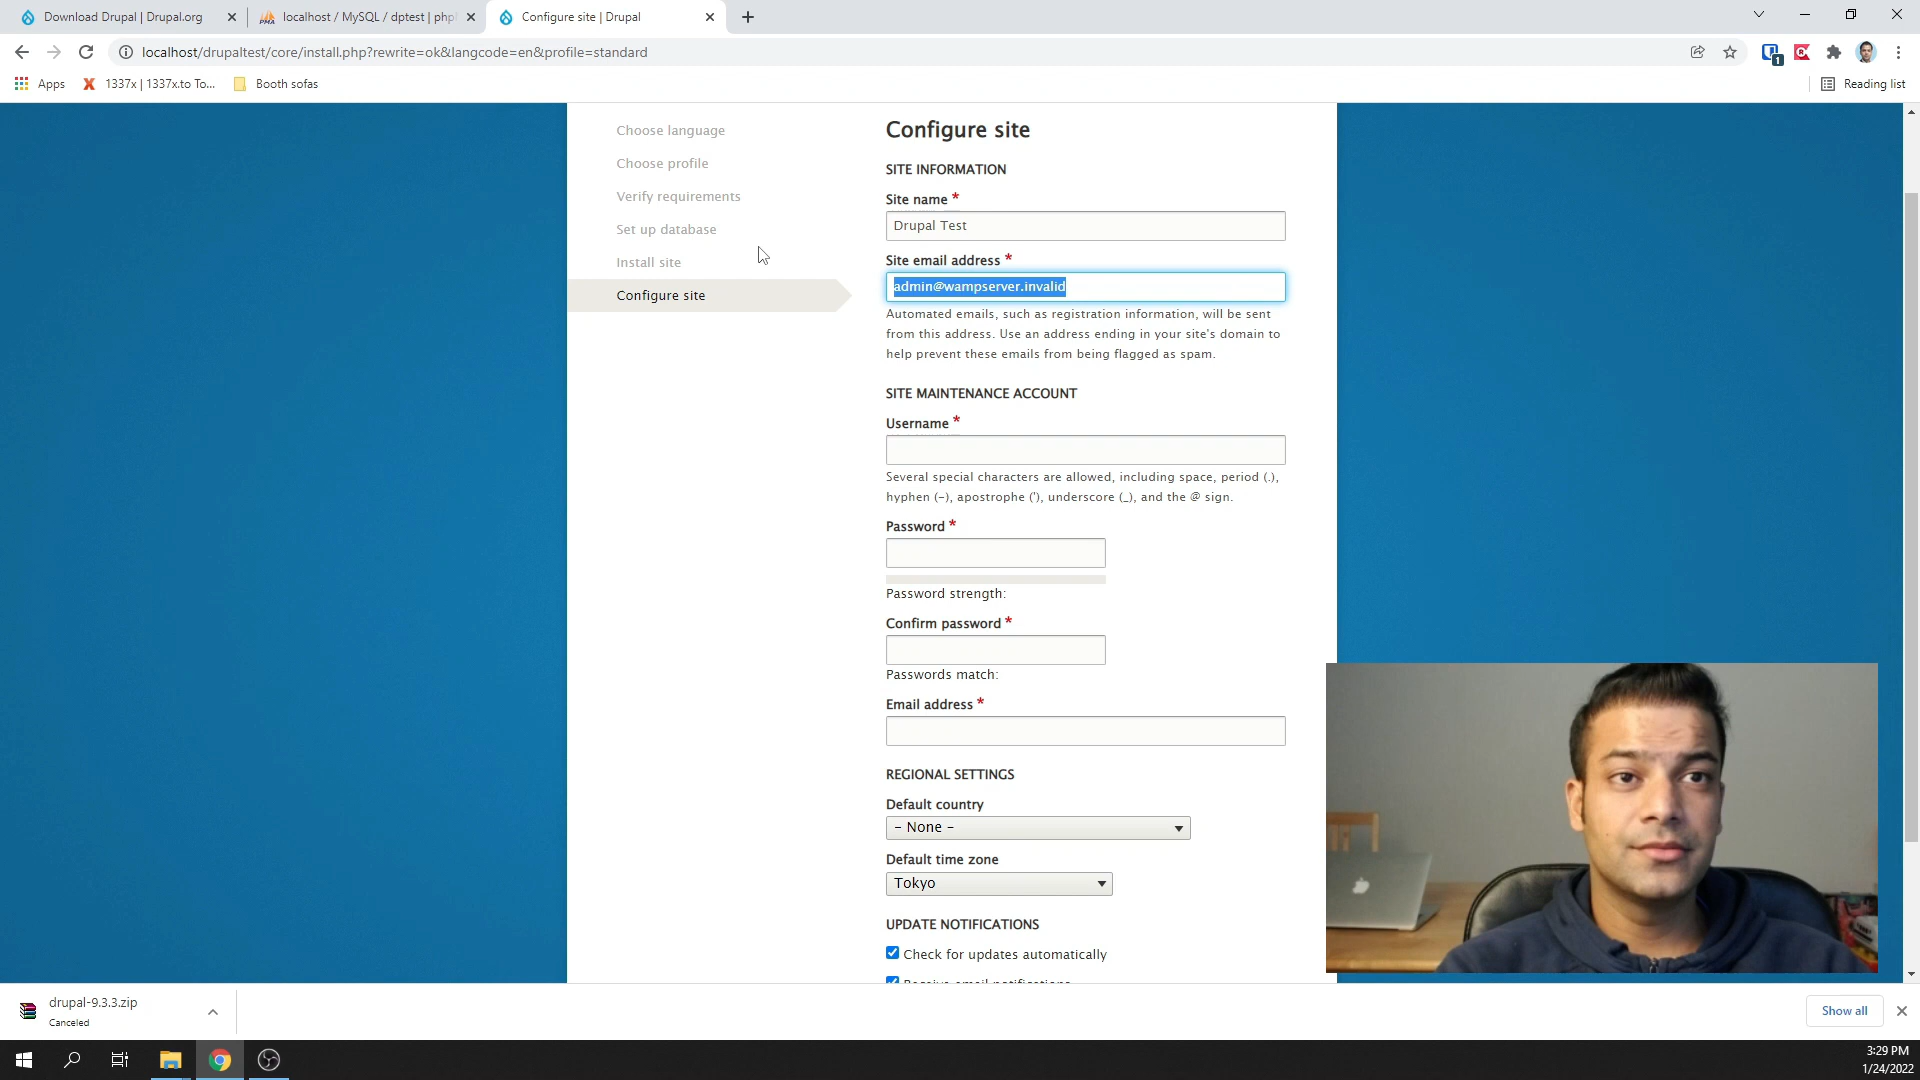 Download Drupal | Drupal.org
localhost / MySQL / dptest | php
Configure site | Drupal
localhost/drupaltest/core/install.php?rewrite=ok&langcode=en&profile=standard
1
Apps
1337x | 1337x.to To...
Booth sofas
Reading list
Choose language
Choose profile
Verify requirements
Set up database
Install site
Configure site
Configure site
SITE INFORMATION
Site name *
Drupal Test
Site email address *
admin@wampserver.invalid
Automated emails, such as registration information, will be sent
from this address. Use an address ending in your site's domain to
help prevent these emails from being flagged as spam.
SITE MAINTENANCE ACCOUNT
Username *
Several special characters are allowed, including space, period (.),
hyphen (-), apostrophe ('), underscore (_), and the @ sign.
Password *
Password strength:
Confirm password *
Passwords match:
Email address *
REGIONAL SETTINGS
Default country
- None -
Default time zone
Tokyo
UPDATE NOTIFICATIONS
Check for updates automatically
Receive email notifications
drupal-9.3.3.zip
Canceled
Show all
3:29 PM
1/24/2022